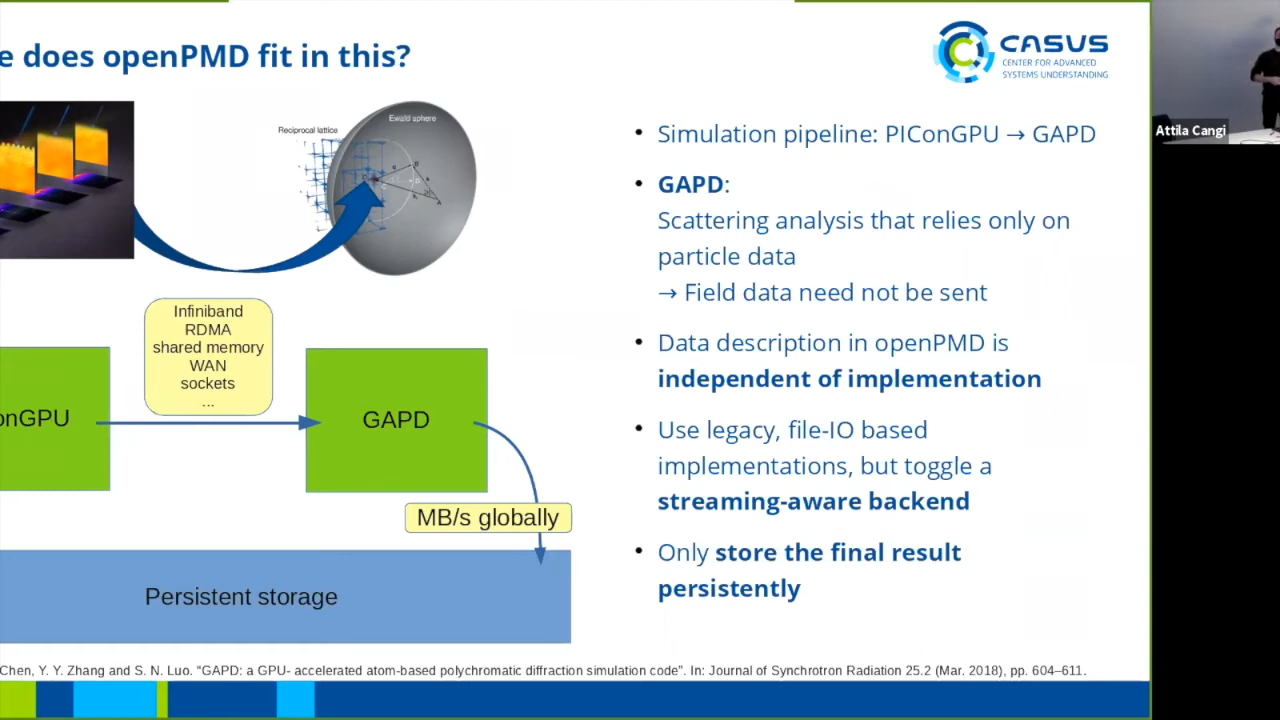 e does openPMD fit in this?
CASUS
CENTER FOR ADVANCED
SYSTEMS UNDERSTANDING
Attila Cangi
Reciprocal lattice
Ewald sphere
• Simulation pipeline: PIConGPU → GAPD
• GAPD:
Scattering analysis that relies only on
particle data
→ Field data need not be sent
• Data description in openPMD is
independent of implementation
• Use legacy, file-IO based
implementations, but toggle a
streaming-aware backend
• Only store the final result
persistently
Infiniband
RDMA
shared memory
WAN
sockets
...
onGPU
GAPD
MB/s globally
Persistent storage
Chen, Y. Y. Zhang and S. N. Luo. “GAPD: a GPU- accelerated atom-based polychromatic diffraction simulation code”. In: Journal of Synchrotron Radiation 25.2 (Mar. 2018), pp. 604–611.